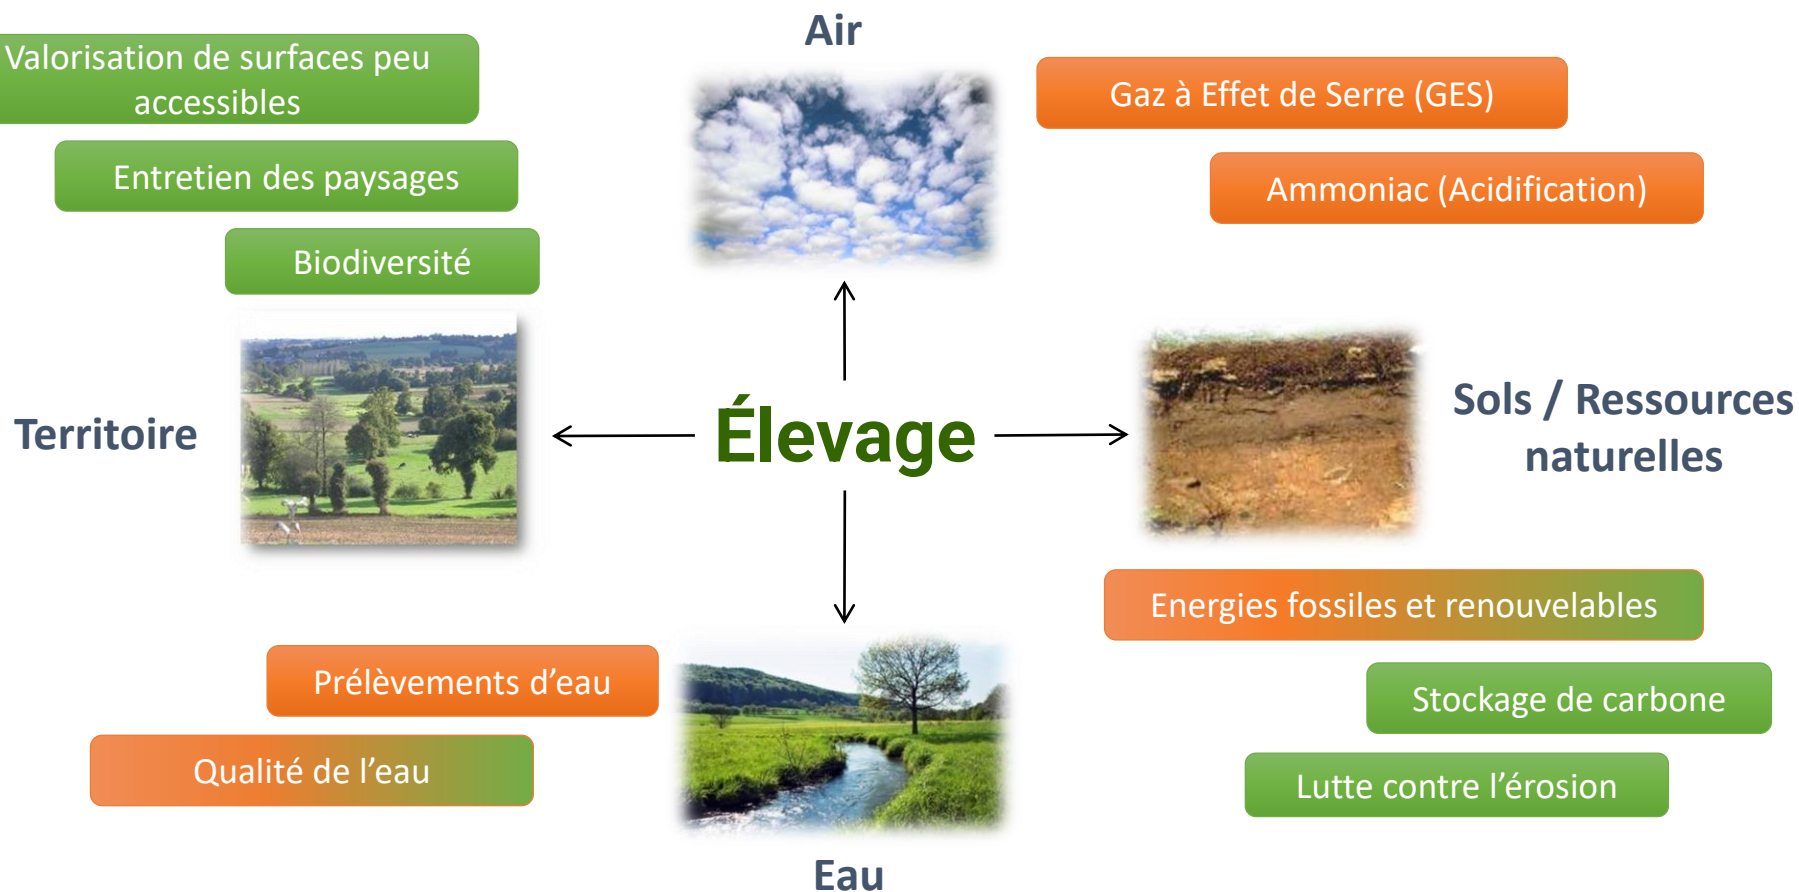 Air
Valorisation de surfaces peu
accessibles
Entretien des paysages
Biodiversité
Gaz à Effet de Serre (GES)
Ammoniac (Acidification)
Territoire
Élevage
Sols / Ressources
naturelles
Energies fossiles et renouvelables
Stockage de carbone
Lutte contre l’érosion
Prélèvements d’eau
Qualité de l’eau
Eau